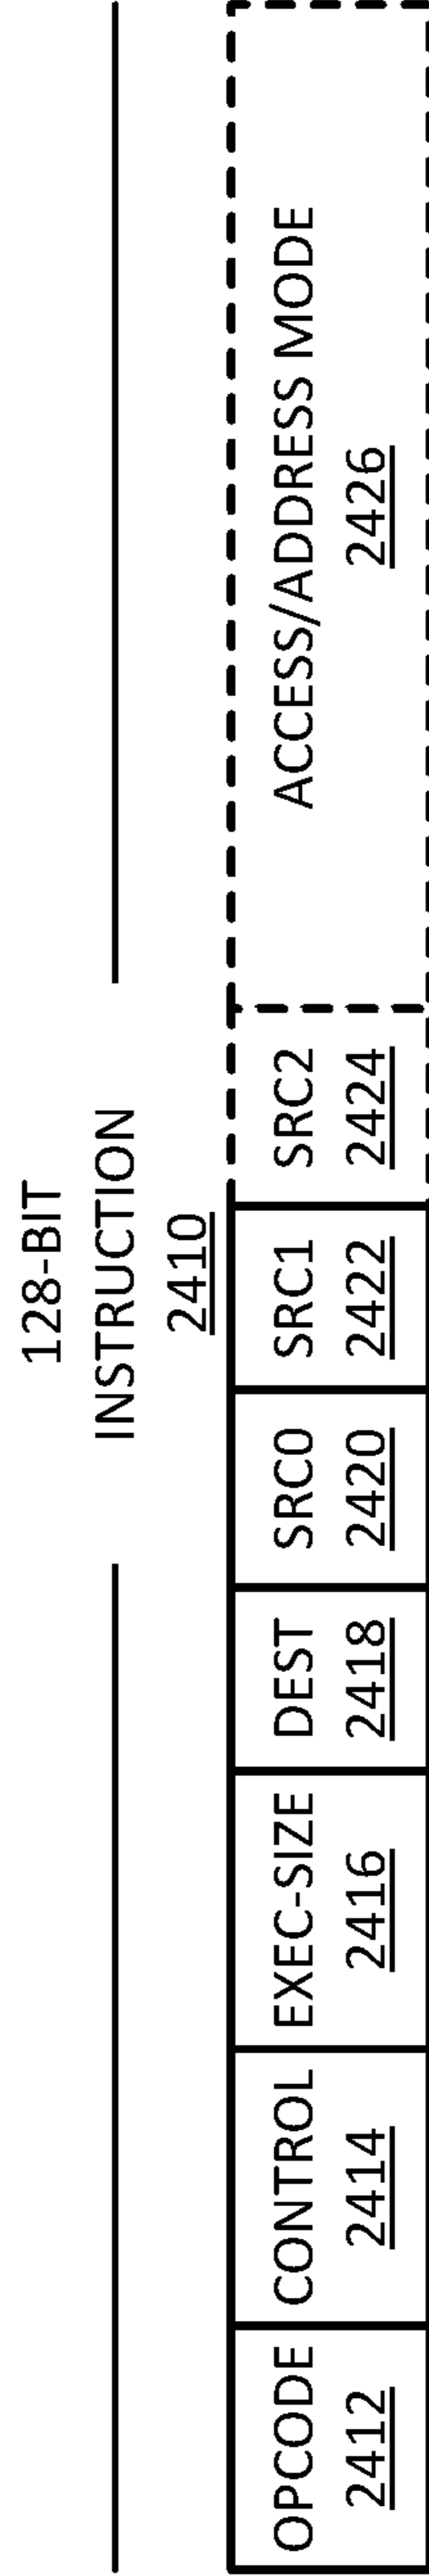 128-BIT
INSTRUCTION
2410
OPCODE
2412
CONTROL
2414
EXEC-SIZE
2416
DEST
2418
SRC0
2420
SRC1
2422
SRC2
2424
ACCESS/ADDRESS MODE
2426